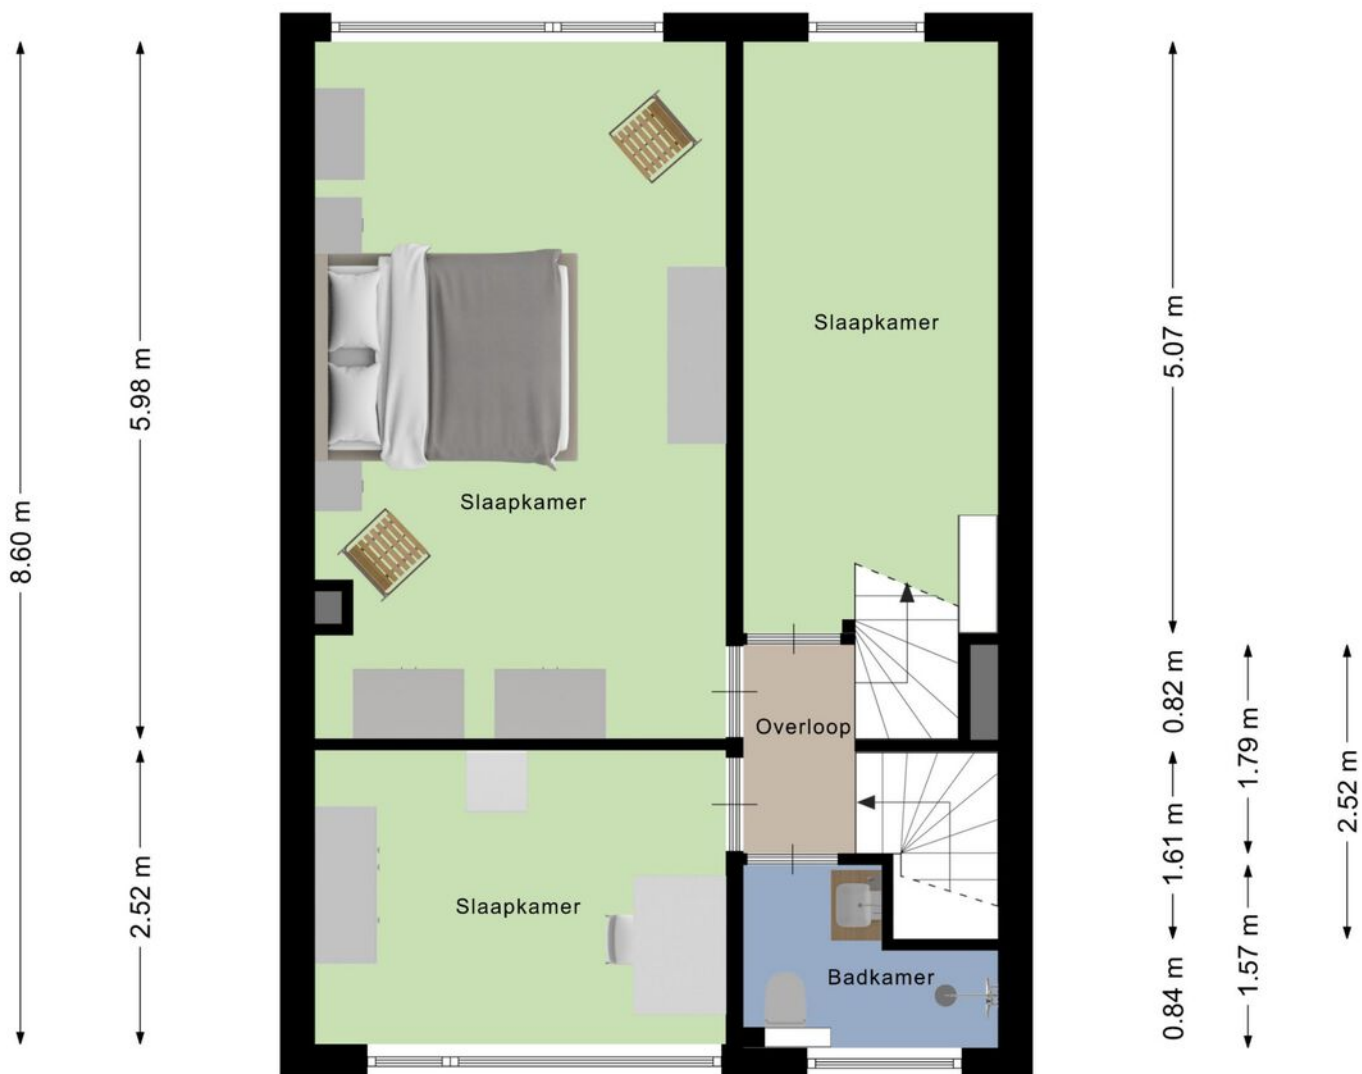 Slaapkamer
Slaapkamer
Overloop
Slaapkamer
Badkamer
8.60 m
5.98 m
2.52 m
5.07 m
0.82 m
1.61 m
0.84 m
1.79 m
1.57 m
2.52 m